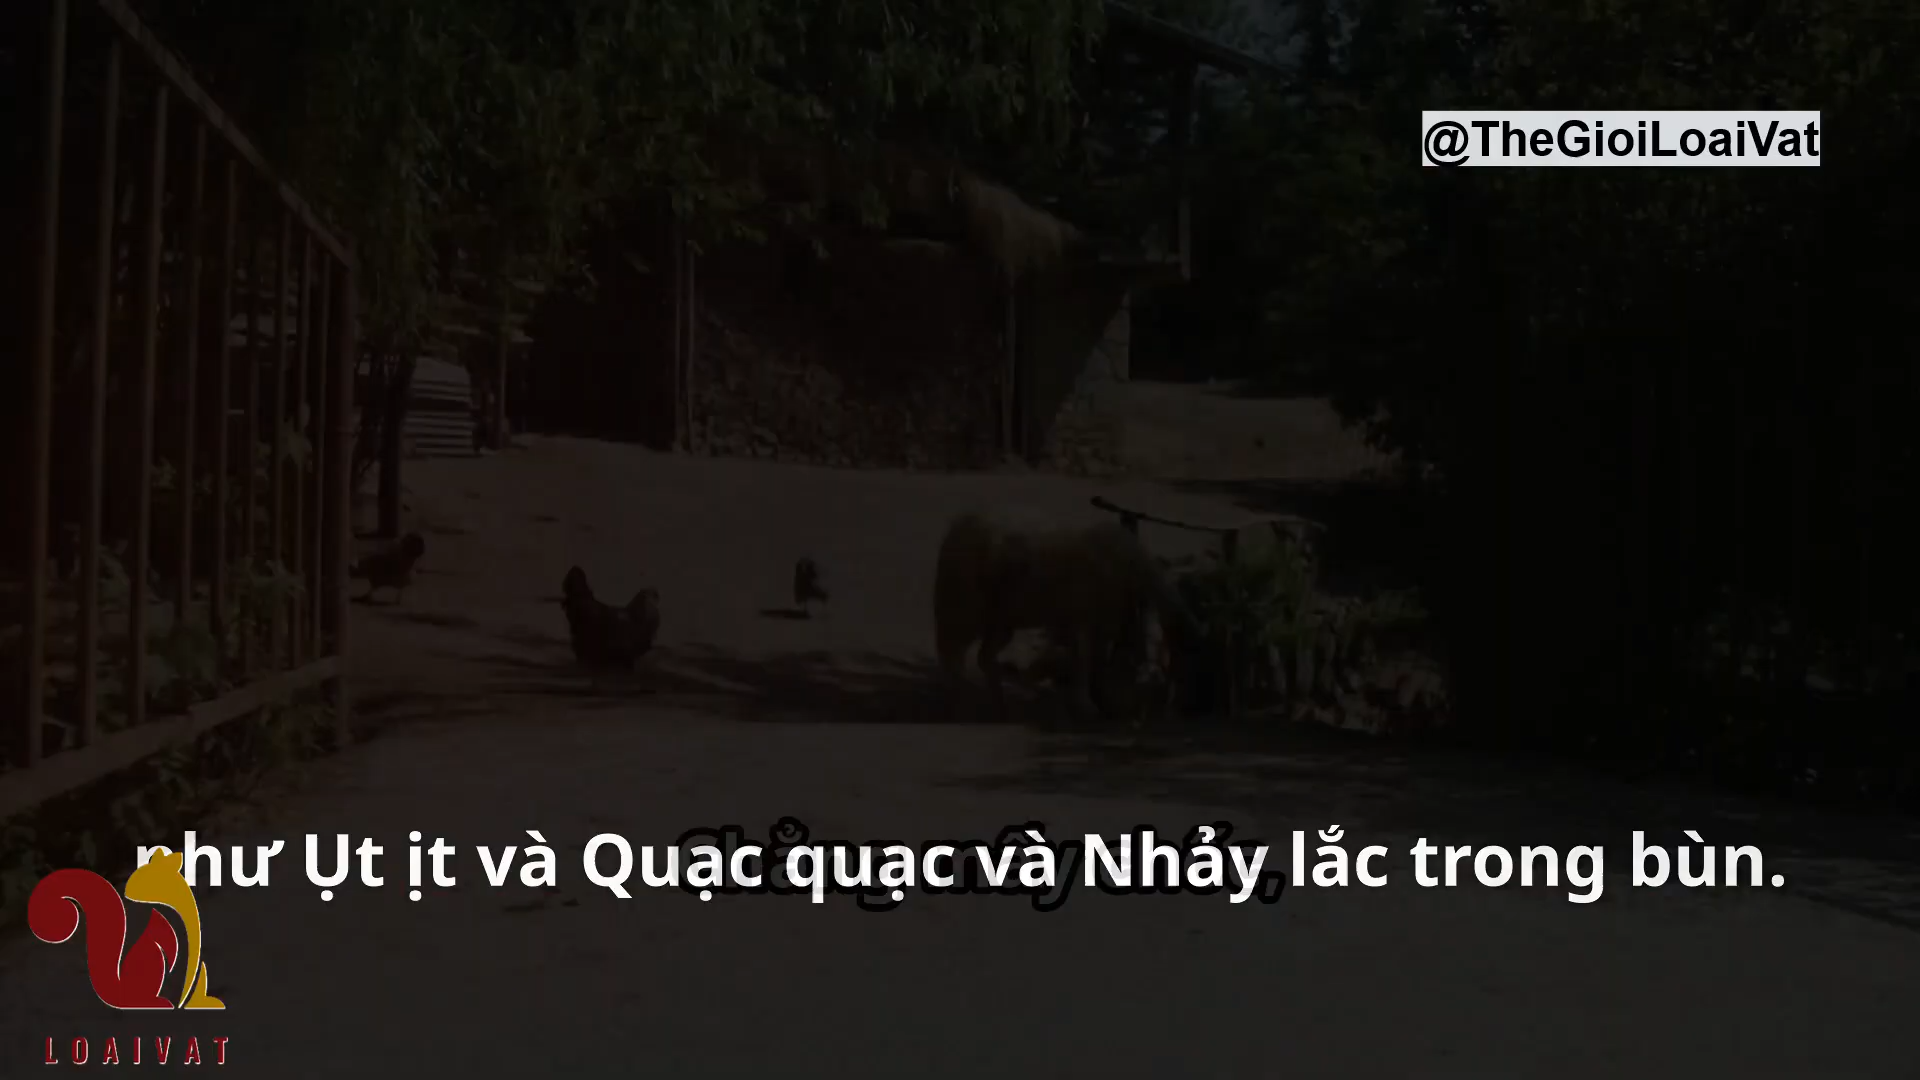 @TheGioiLoaiVat
như Ụt ịt và Quạc quạc và Nhảy lắc trong bùn.
LOAIVAT